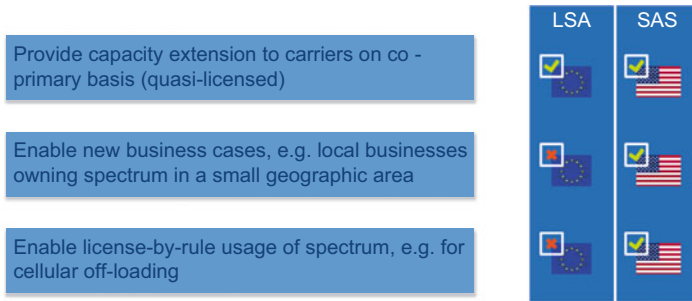 LSA SAS
Provide capacity extension to carriers on co -
primary basis (quasi-licensed)
Enable new business cases, e.g. local businesses
owning spectrum in a small geographic area
Enable license-by-rule usage of spectrum, e.g. for
cellular off-loading